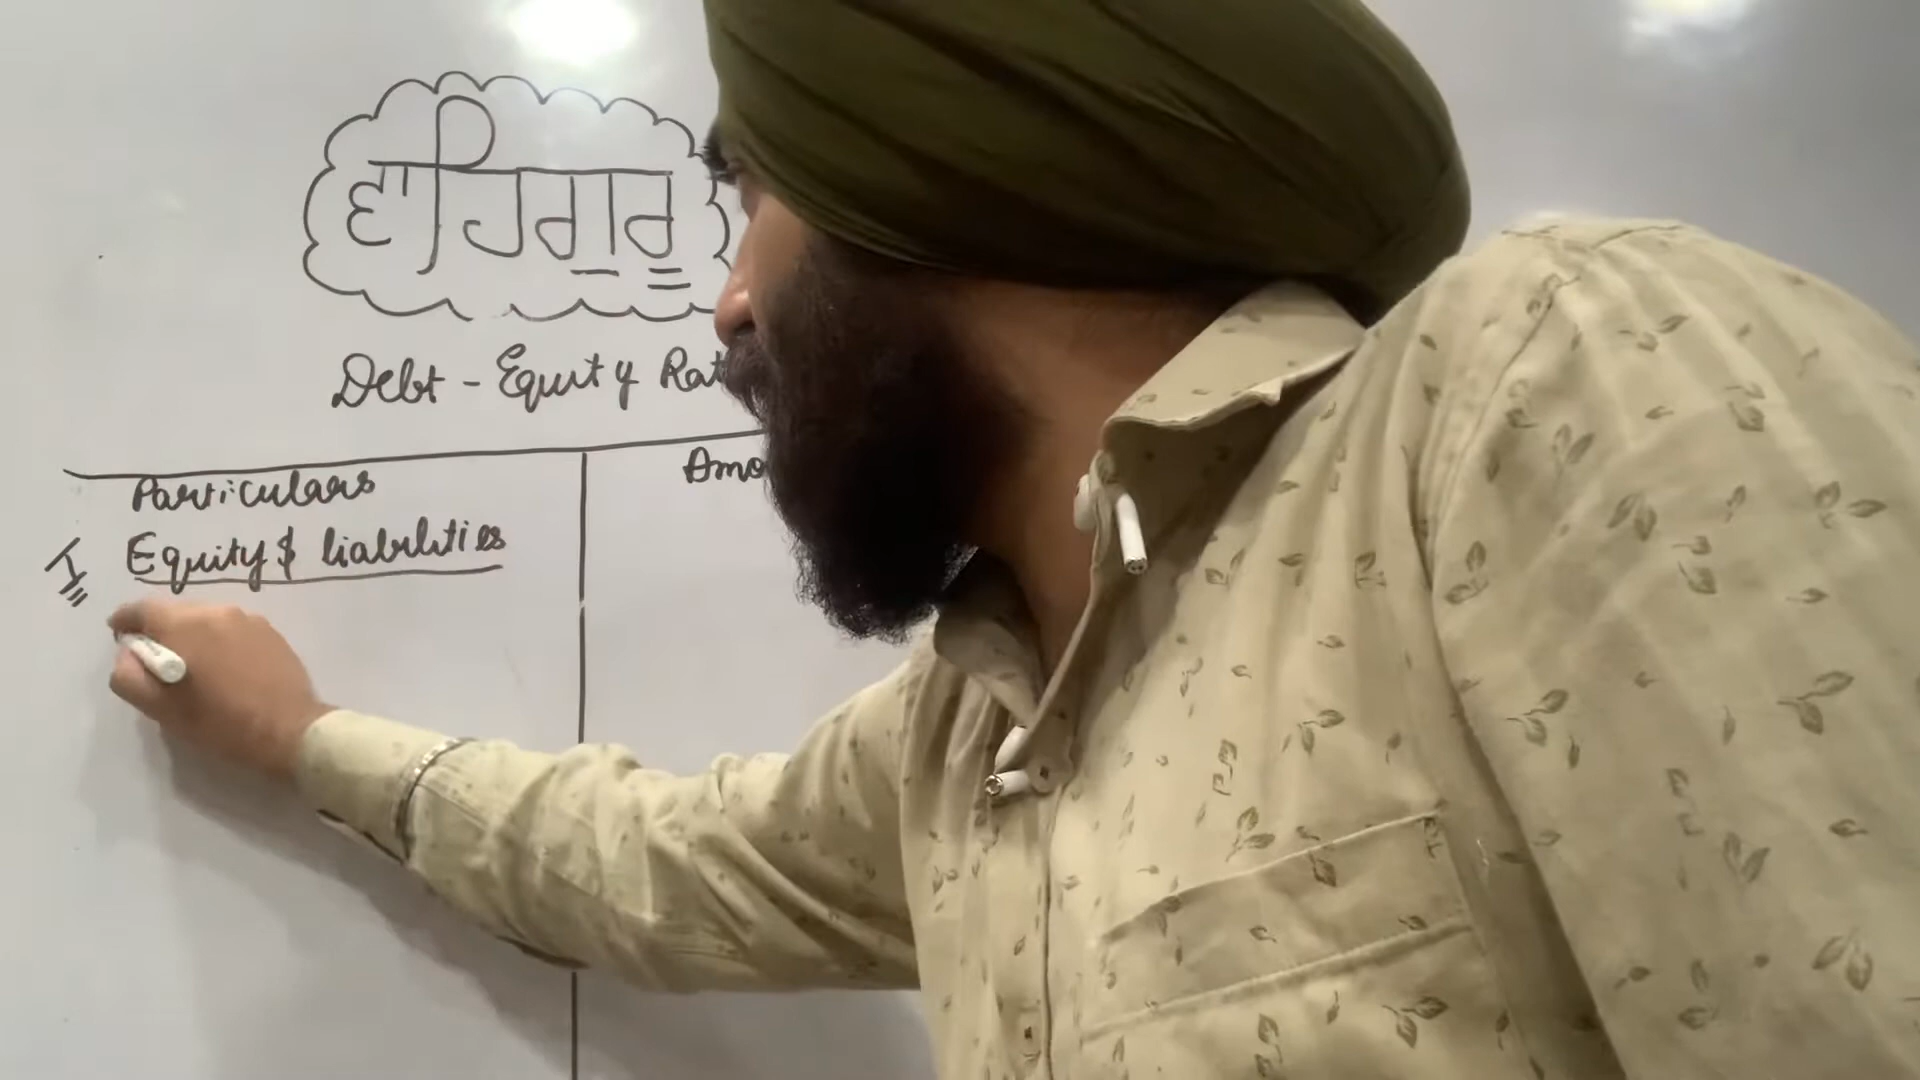 ਵਾਹਿਗੁਰੂ
Debt - Equity Rat
Particulars
Amo
I Equity & liabilities